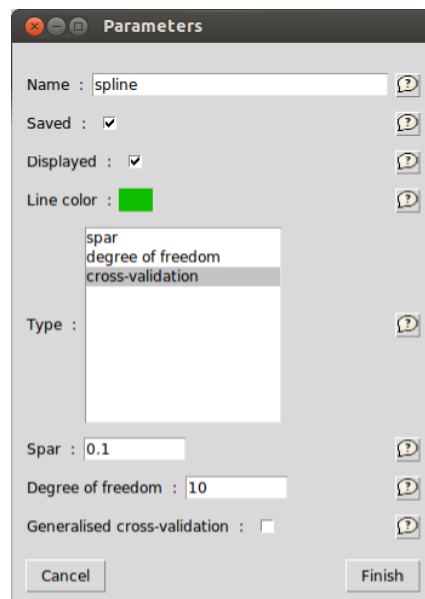 Parameters
Name : spline
Saved :
Displayed :
Line color :
spar
degree of freedom
cross-validation
Type :
Spar : 0.1
Degree of freedom : 10
Generalised cross-validation :
Cancel Finish